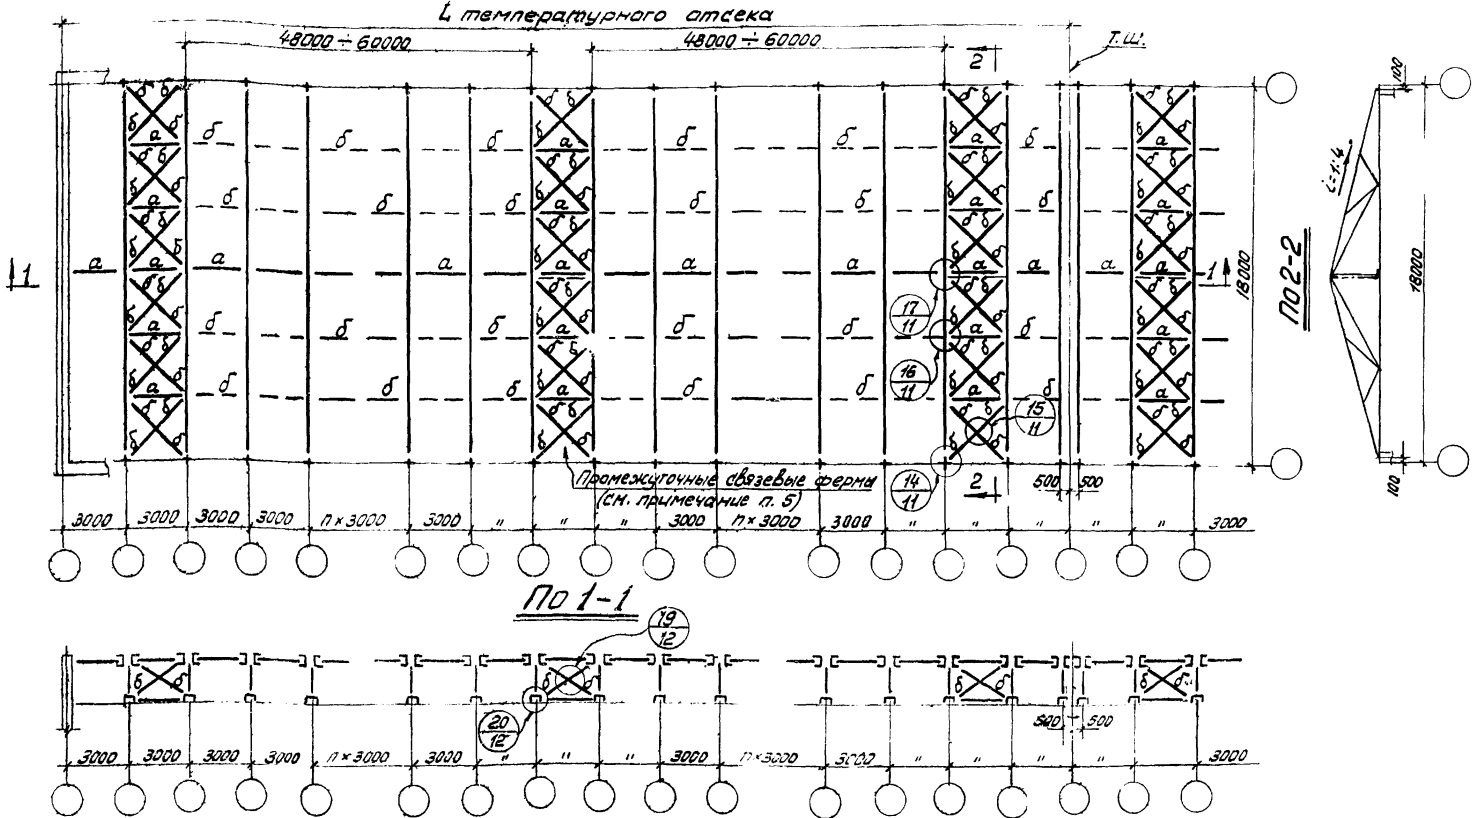 L температурного отсека
48000÷60000
48000÷60000
2
Т.Ш.
100
i=1:4
б б
б б
а б б б б б б б
б б б б б б
а а а а а а а а
1 1
18000
По 2-2
18000
17
11
16
11
15
11
14
11
Промежуточные связевые фермы
(см. примечание п. 5)
2
500 500
100
3000 3000 3000 3000 n×3000 3000 " " " 3000 n×3000 3000 " " " " " " 3000
По 1-1
19
12
б б б б б б б
20
12
500 500
3000 3000 3000 3000 n×3000 3000 " " " 3000 n×3000 3000 " " " " " 3000